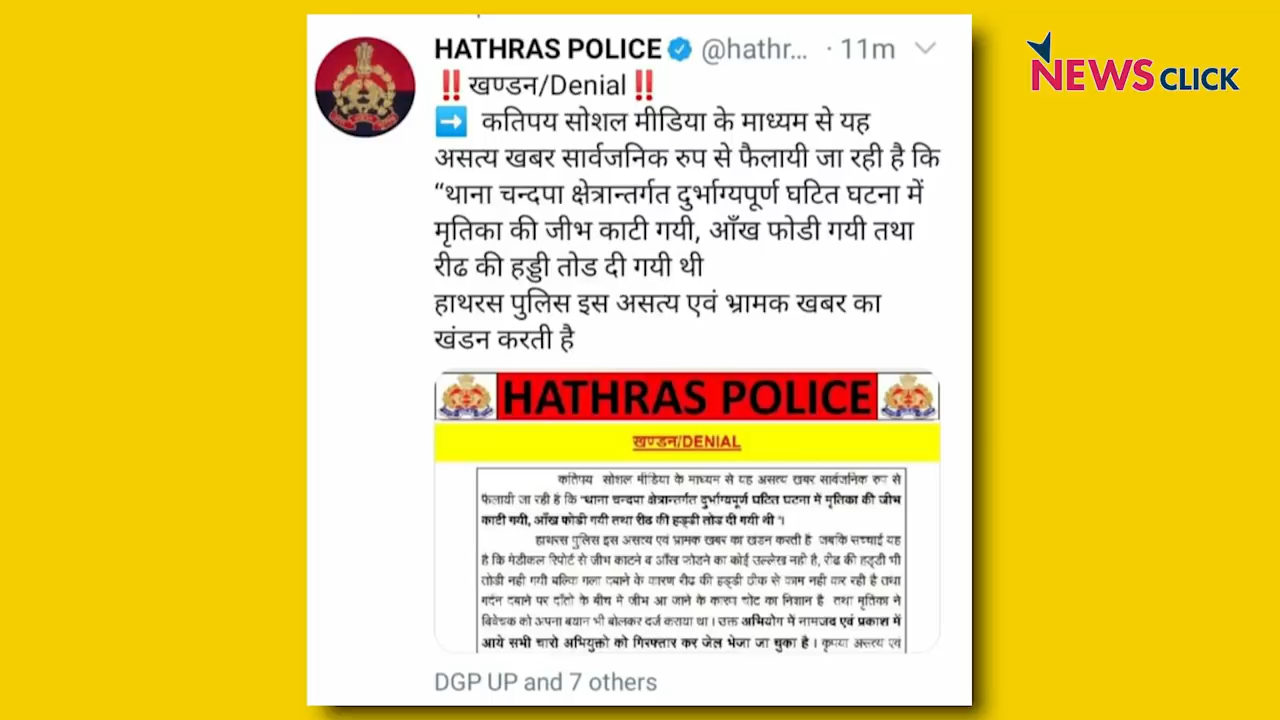 HATHRAS POLICE @hathr... · 11m
‼️खण्डन/Denial‼️
➡️ कतिपय सोशल मीडिया के माध्यम से यह
असत्य खबर सार्वजनिक रुप से फैलायी जा रही है कि
“थाना चन्दपा क्षेत्रान्तर्गत दुर्भाग्यपूर्ण घटित घटना में
मृतिका की जीभ काटी गयी, आँख फोडी गयी तथा
रीढ की हड्डी तोड दी गयी थी
हाथरस पुलिस इस असत्य एवं भ्रामक खबर का
खंडन करती है
HATHRAS POLICE
खण्डन/DENIAL
कतिपय सोशल मीडिया के माध्यम से यह असत्य खबर सार्वजनिक रुप से
फैलायी जा रही है कि "थाना चन्दपा क्षेत्रान्तर्गत दुर्भाग्यपूर्ण घटित घटना में मृतिका की जीभ
काटी गयी, आँख फोडी गयी तथा रीढ की हड्डी तोड दी गयी थी "।
हाथरस पुलिस इस असत्य एवं भ्रामक खबर का खडन करती है जबकि सच्चाई यह
है कि मेडीकल रिपोर्ट से जीभ काटने व आँख फोडने का कोई उल्लेख नही है, रीढ की हड्डी भी
तोडी नही गयी बल्कि गला दबाने के कारण रीढ की हड्डी ठीक से काम नही कर रही है तथा
गर्दन दबाने पर दाँतो के बीच मे जीभ आ जाने के कारण चोट का निशान है तथा मृतिका ने
विवेचक को अपना बयान भी बोलकर दर्ज कराया था। उक्त अभियोग में नामजद एवं प्रकाश में
आये सभी चारो अभियुक्तो को गिरफ्तार कर जेल भेजा जा चुका है। कृपया असत्य एवं
DGP UP and 7 others
NEWSCLICK